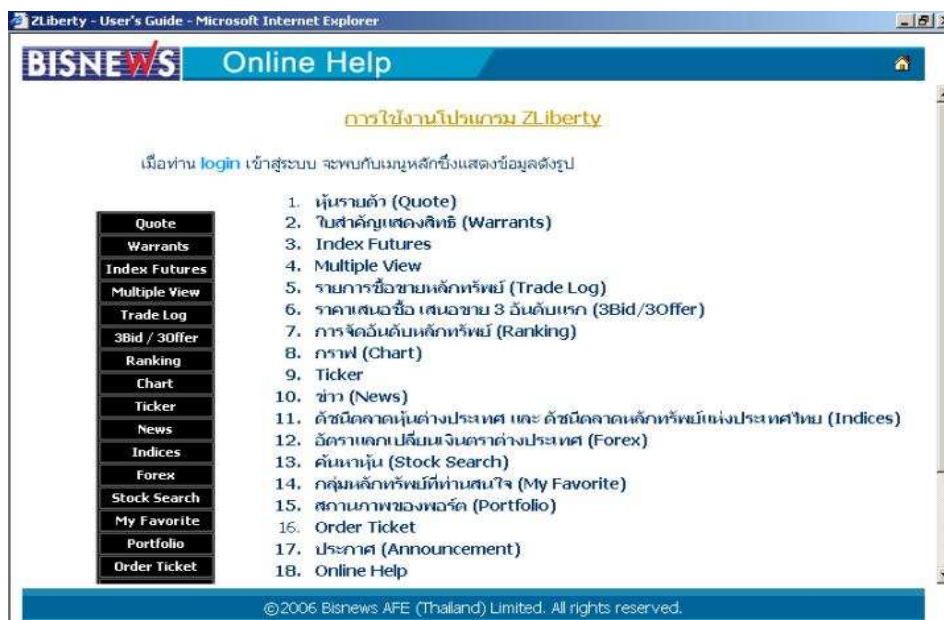 ZLiberty - User's Guide - Microsoft Internet Explorer
BISNEWS Online Help
การใช้งานโปรแกรม ZLiberty
เมื่อท่าน login เข้าสู่ระบบ จะพบกับเมนูหลักซึ่งแสดงข้อมูลดังรูป
Quote
Warrants
Index Futures
Multiple View
Trade Log
3Bid / 3Offer
Ranking
Chart
Ticker
News
Indices
Forex
Stock Search
My Favorite
Portfolio
Order Ticket
1. หุ้นรายตัว (Quote)
2. ใบสำคัญแสดงสิทธิ (Warrants)
3. Index Futures
4. Multiple View
5. รายการซื้อขายหลักทรัพย์ (Trade Log)
6. ราคาเสนอซื้อ เสนอขาย 3 อันดับแรก (3Bid /3Offer)
7. การจัดอันดับหลักทรัพย์ (Ranking)
8. กราฟ (Chart)
9. Ticker
10. ข่าว (News)
11. ดัชนีตลาดหุ้นต่างประเทศ และ ดัชนีตลาดหลักทรัพย์แห่งประเทศไทย (Indices)
12. อัตราแลกเปลี่ยนเงินตราต่างประเทศ (Forex)
13. ค้นหาหุ้น (Stock Search)
14. กลุ่มหลักทรัพย์ที่ท่านสนใจ (My Favorite)
15. สถานภาพของพอร์ต (Portfolio)
16. Order Ticket
17. ประกาศ (Announcement)
18. Online Help
©2006 Bisnews AFE (Thailand) Limited. All rights reserved.